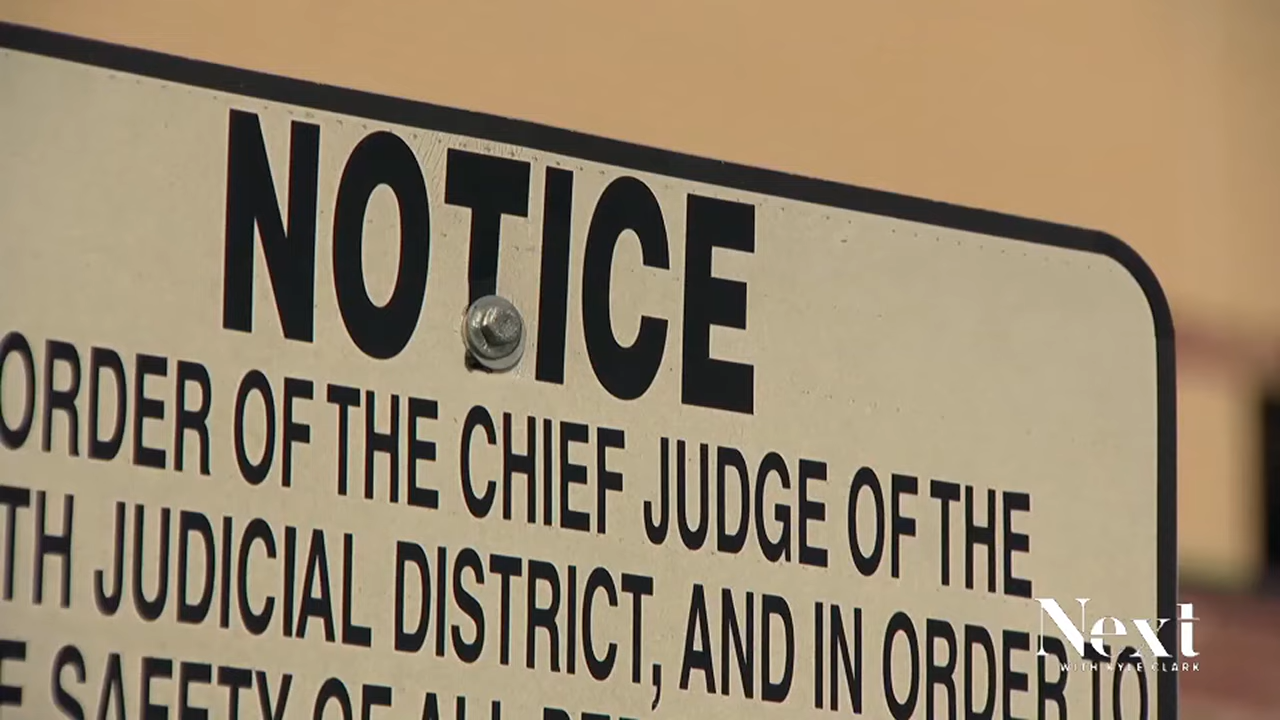 NOTICE
ORDER OF THE CHIEF JUDGE OF THE
TH JUDICIAL DISTRICT, AND IN ORDER TO
SAFETY OF ALL
Next
WITH KYLE CLARK